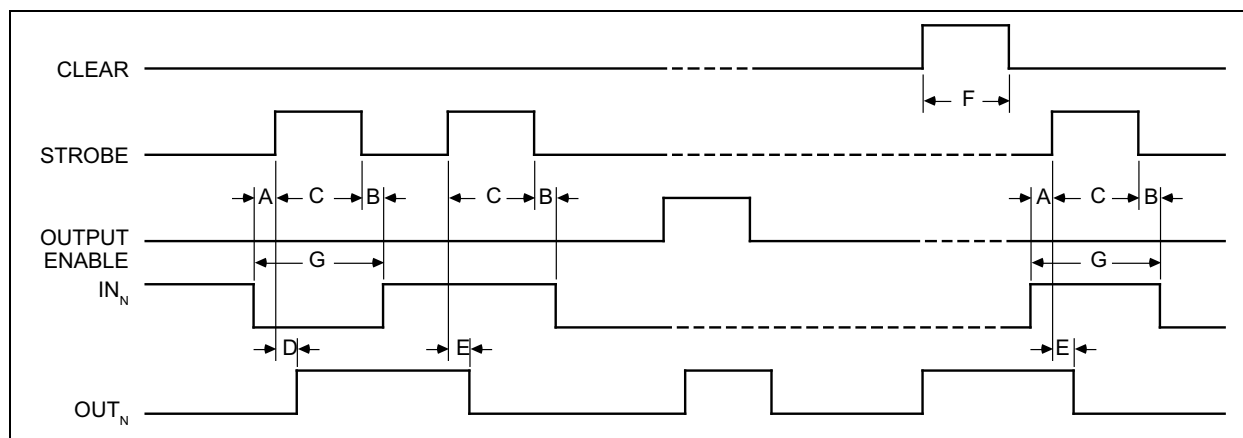 CLEAR
F
STROBE
A C B C B A C B
OUTPUT
ENABLE
G G
IN_N
D E E
OUT_N